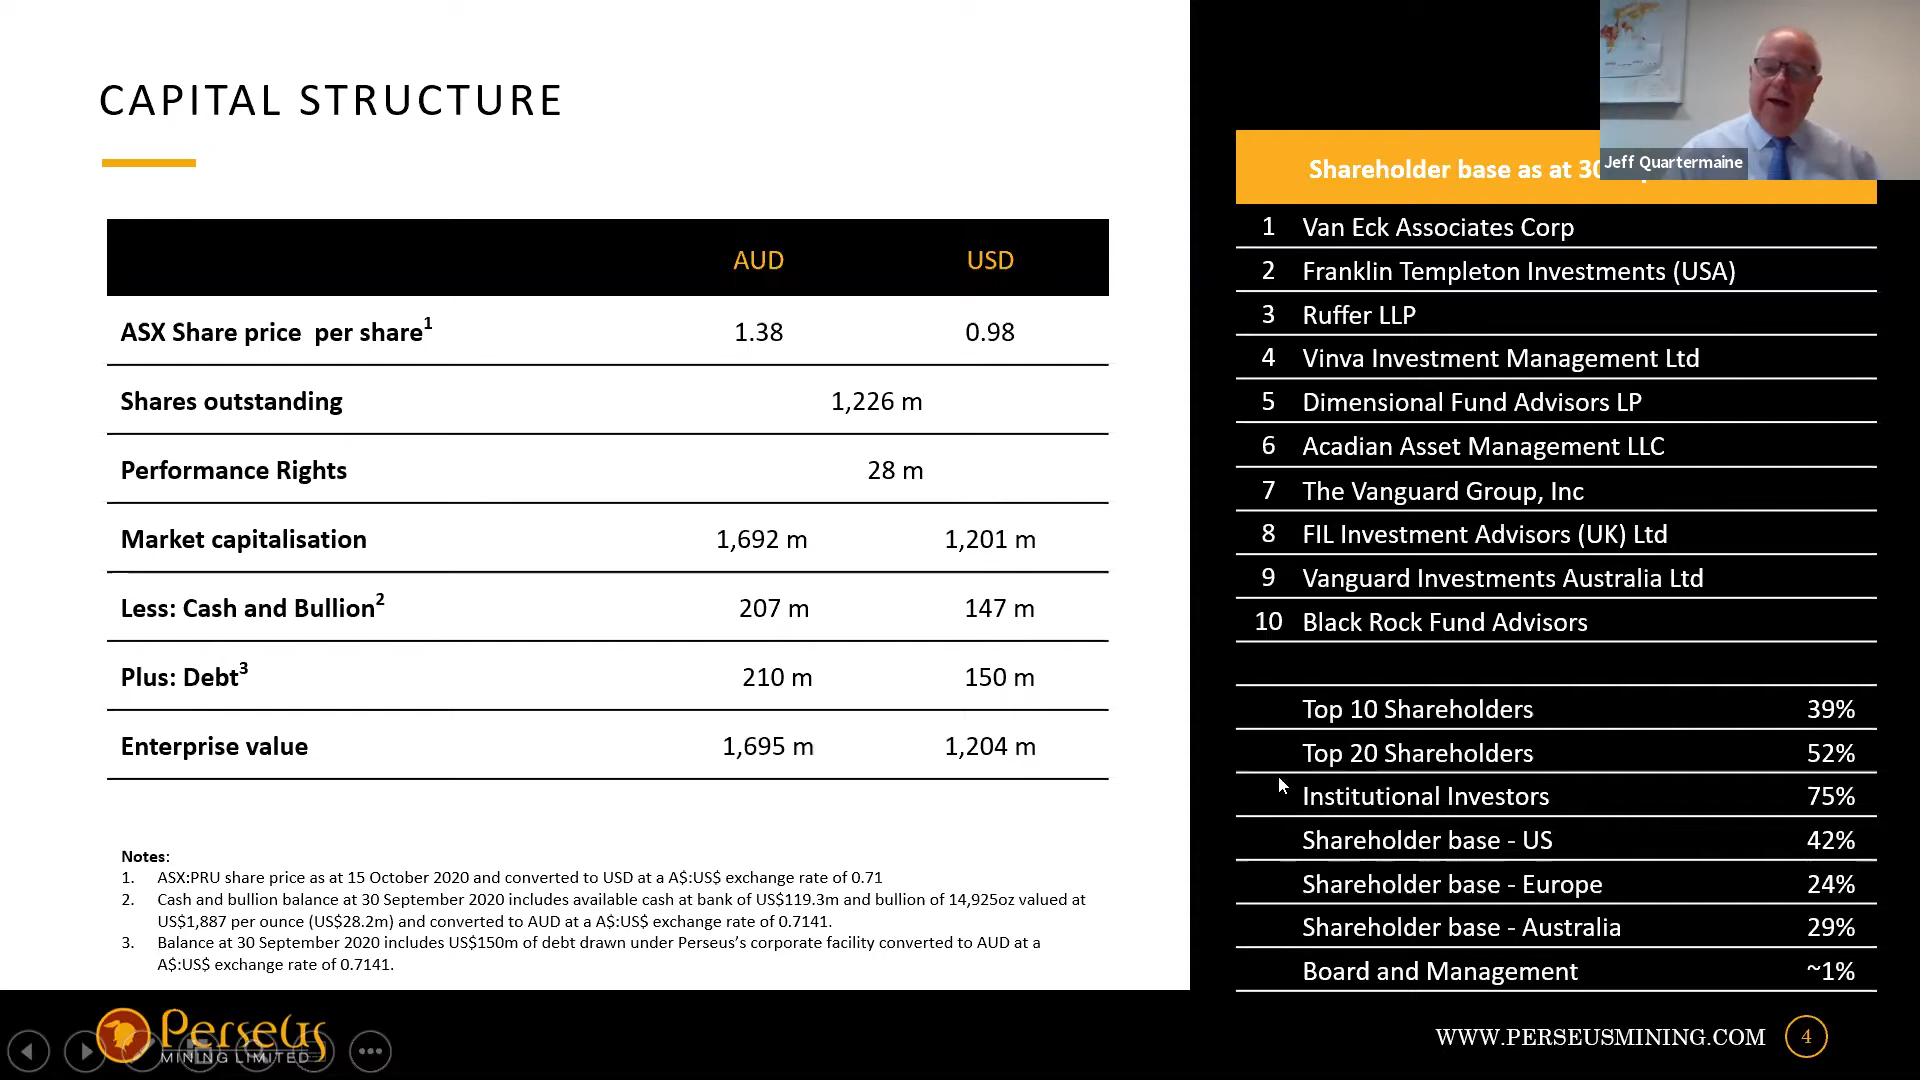 CAPITAL STRUCTURE
AUD USD
ASX Share price per share1 1.38 0.98
Shares outstanding 1,226 m
Performance Rights 28 m
Market capitalisation 1,692 m 1,201 m
Less: Cash and Bullion2 207 m 147 m
Plus: Debt3 210 m 150 m
Enterprise value 1,695 m 1,204 m
Notes:
1. ASX:PRU share price as at 15 October 2020 and converted to USD at a A$:US$ exchange rate of 0.71
2. Cash and bullion balance at 30 September 2020 includes available cash at bank of US$119.3m and bullion of 14,925oz valued at
US$1,887 per ounce (US$28.2m) and converted to AUD at a A$:US$ exchange rate of 0.7141.
3. Balance at 30 September 2020 includes US$150m of debt drawn under Perseus's corporate facility converted to AUD at a
A$:US$ exchange rate of 0.7141.
Jeff Quartermaine
Shareholder base as at 30
1 Van Eck Associates Corp
2 Franklin Templeton Investments (USA)
3 Ruffer LLP
4 Vinva Investment Management Ltd
5 Dimensional Fund Advisors LP
6 Acadian Asset Management LLC
7 The Vanguard Group, Inc
8 FIL Investment Advisors (UK) Ltd
9 Vanguard Investments Australia Ltd
10 Black Rock Fund Advisors
Top 10 Shareholders 39%
Top 20 Shareholders 52%
Institutional Investors 75%
Shareholder base - US 42%
Shareholder base - Europe 24%
Shareholder base - Australia 29%
Board and Management ~1%
Perseus
MINING LIMITED
WWW.PERSEUSMINING.COM 4